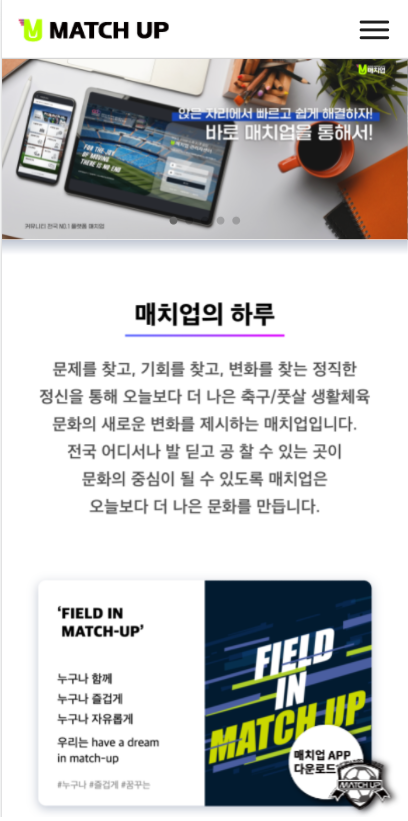 MATCH UP
매치업
앉은 자리에서 빠르고 쉽게 해결하자!
바로 매치업을 통해서!
FOR THE JOY
OF MOVING
THERE IS NO END
커뮤니티 전국 NO.1 플랫폼 매치업
매치업의 하루
문제를 찾고, 기회를 찾고, 변화를 찾는 정직한
정신을 통해 오늘보다 더 나은 축구/풋살 생활체육
문화의 새로운 변화를 제시하는 매치업입니다.
전국 어디서나 발 딛고 공 찰 수 있는 곳이
문화의 중심이 될 수 있도록 매치업은
오늘보다 더 나은 문화를 만듭니다.
‘FIELD IN
MATCH-UP’
누구나 함께
누구나 즐겁게
누구나 자유롭게
우리는 have a dream
in match-up
#누구나 #즐겁게 #꿈꾸는
FIELD
IN
MATCH UP
매치업 APP
다운로드
MATCH UP